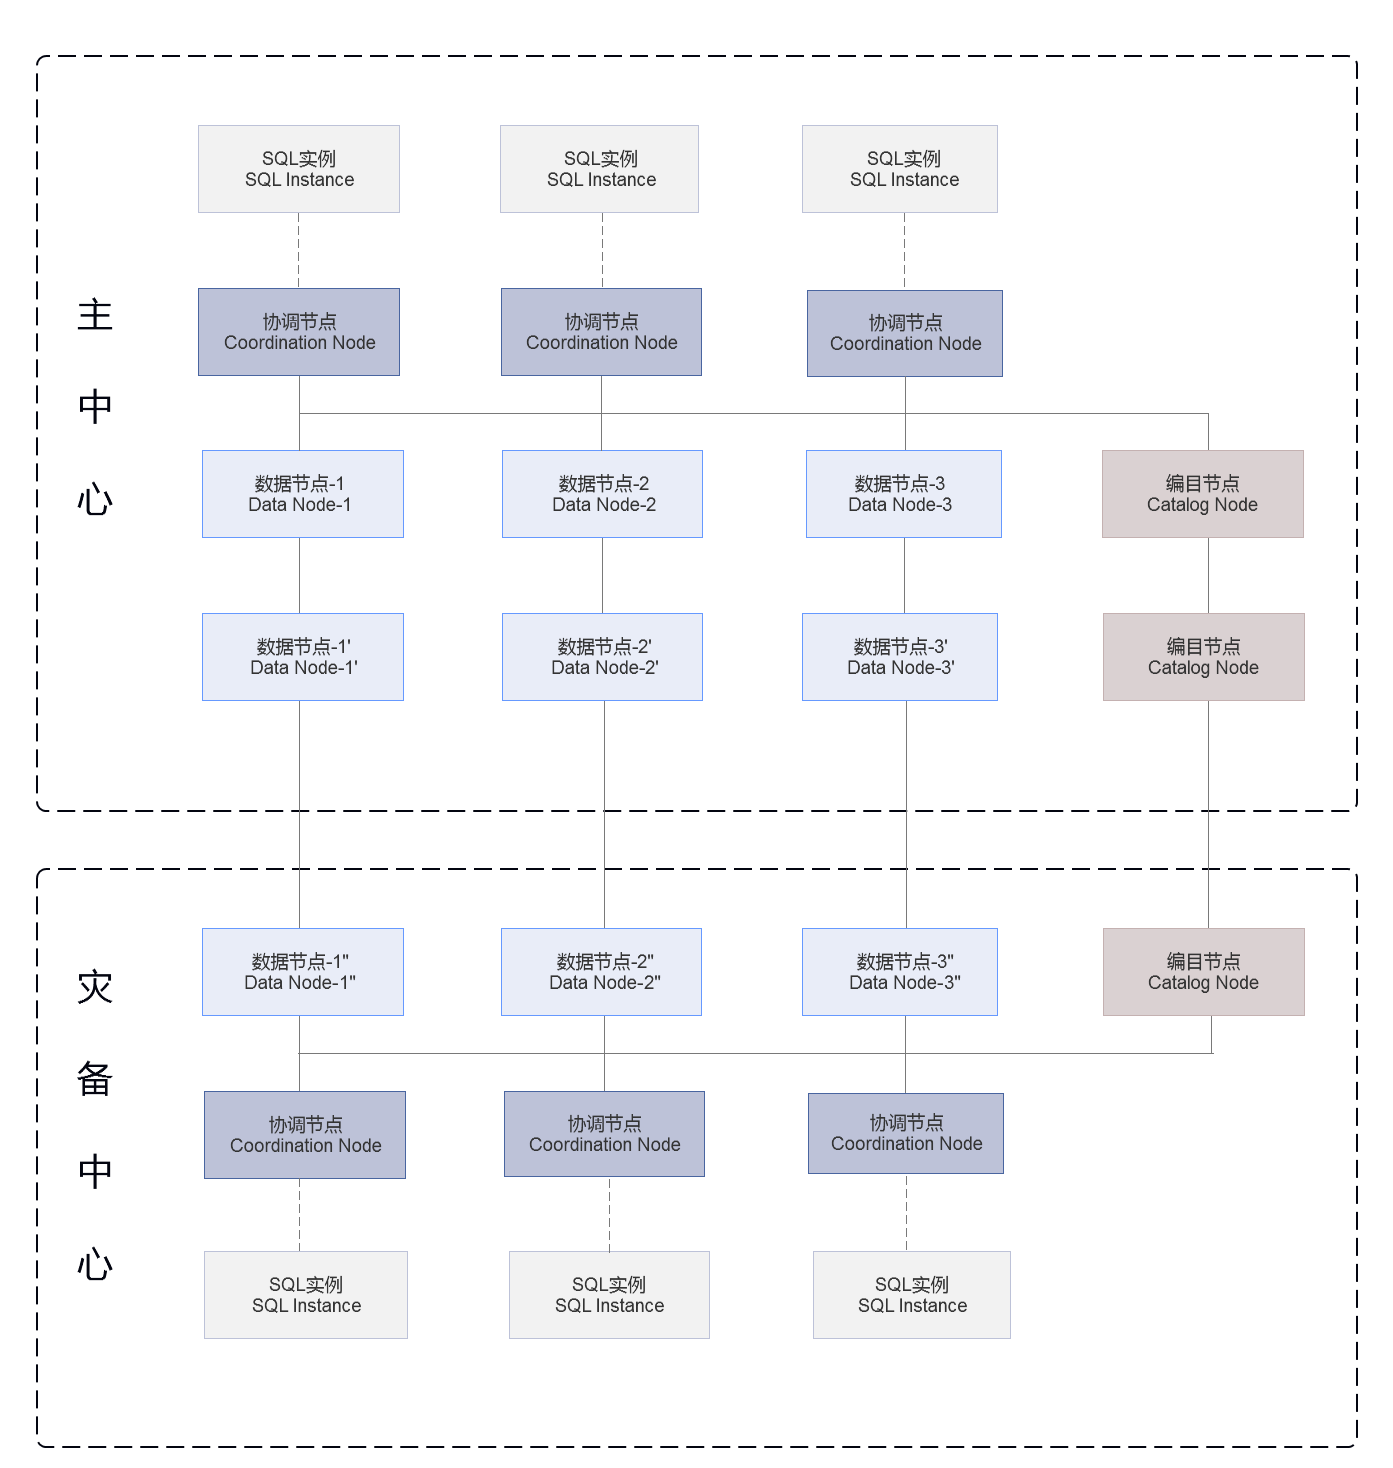 主
中
心
SQL实例
SQL Instance
SQL实例
SQL Instance
SQL实例
SQL Instance
协调节点
Coordination Node
协调节点
Coordination Node
协调节点
Coordination Node
数据节点-1
Data Node-1
数据节点-2
Data Node-2
数据节点-3
Data Node-3
编目节点
Catalog Node
数据节点-1'
Data Node-1'
数据节点-2'
Data Node-2'
数据节点-3'
Data Node-3'
编目节点
Catalog Node
灾
备
中
心
数据节点-1"
Data Node-1"
数据节点-2"
Data Node-2"
数据节点-3"
Data Node-3"
编目节点
Catalog Node
协调节点
Coordination Node
协调节点
Coordination Node
协调节点
Coordination Node
SQL实例
SQL Instance
SQL实例
SQL Instance
SQL实例
SQL Instance